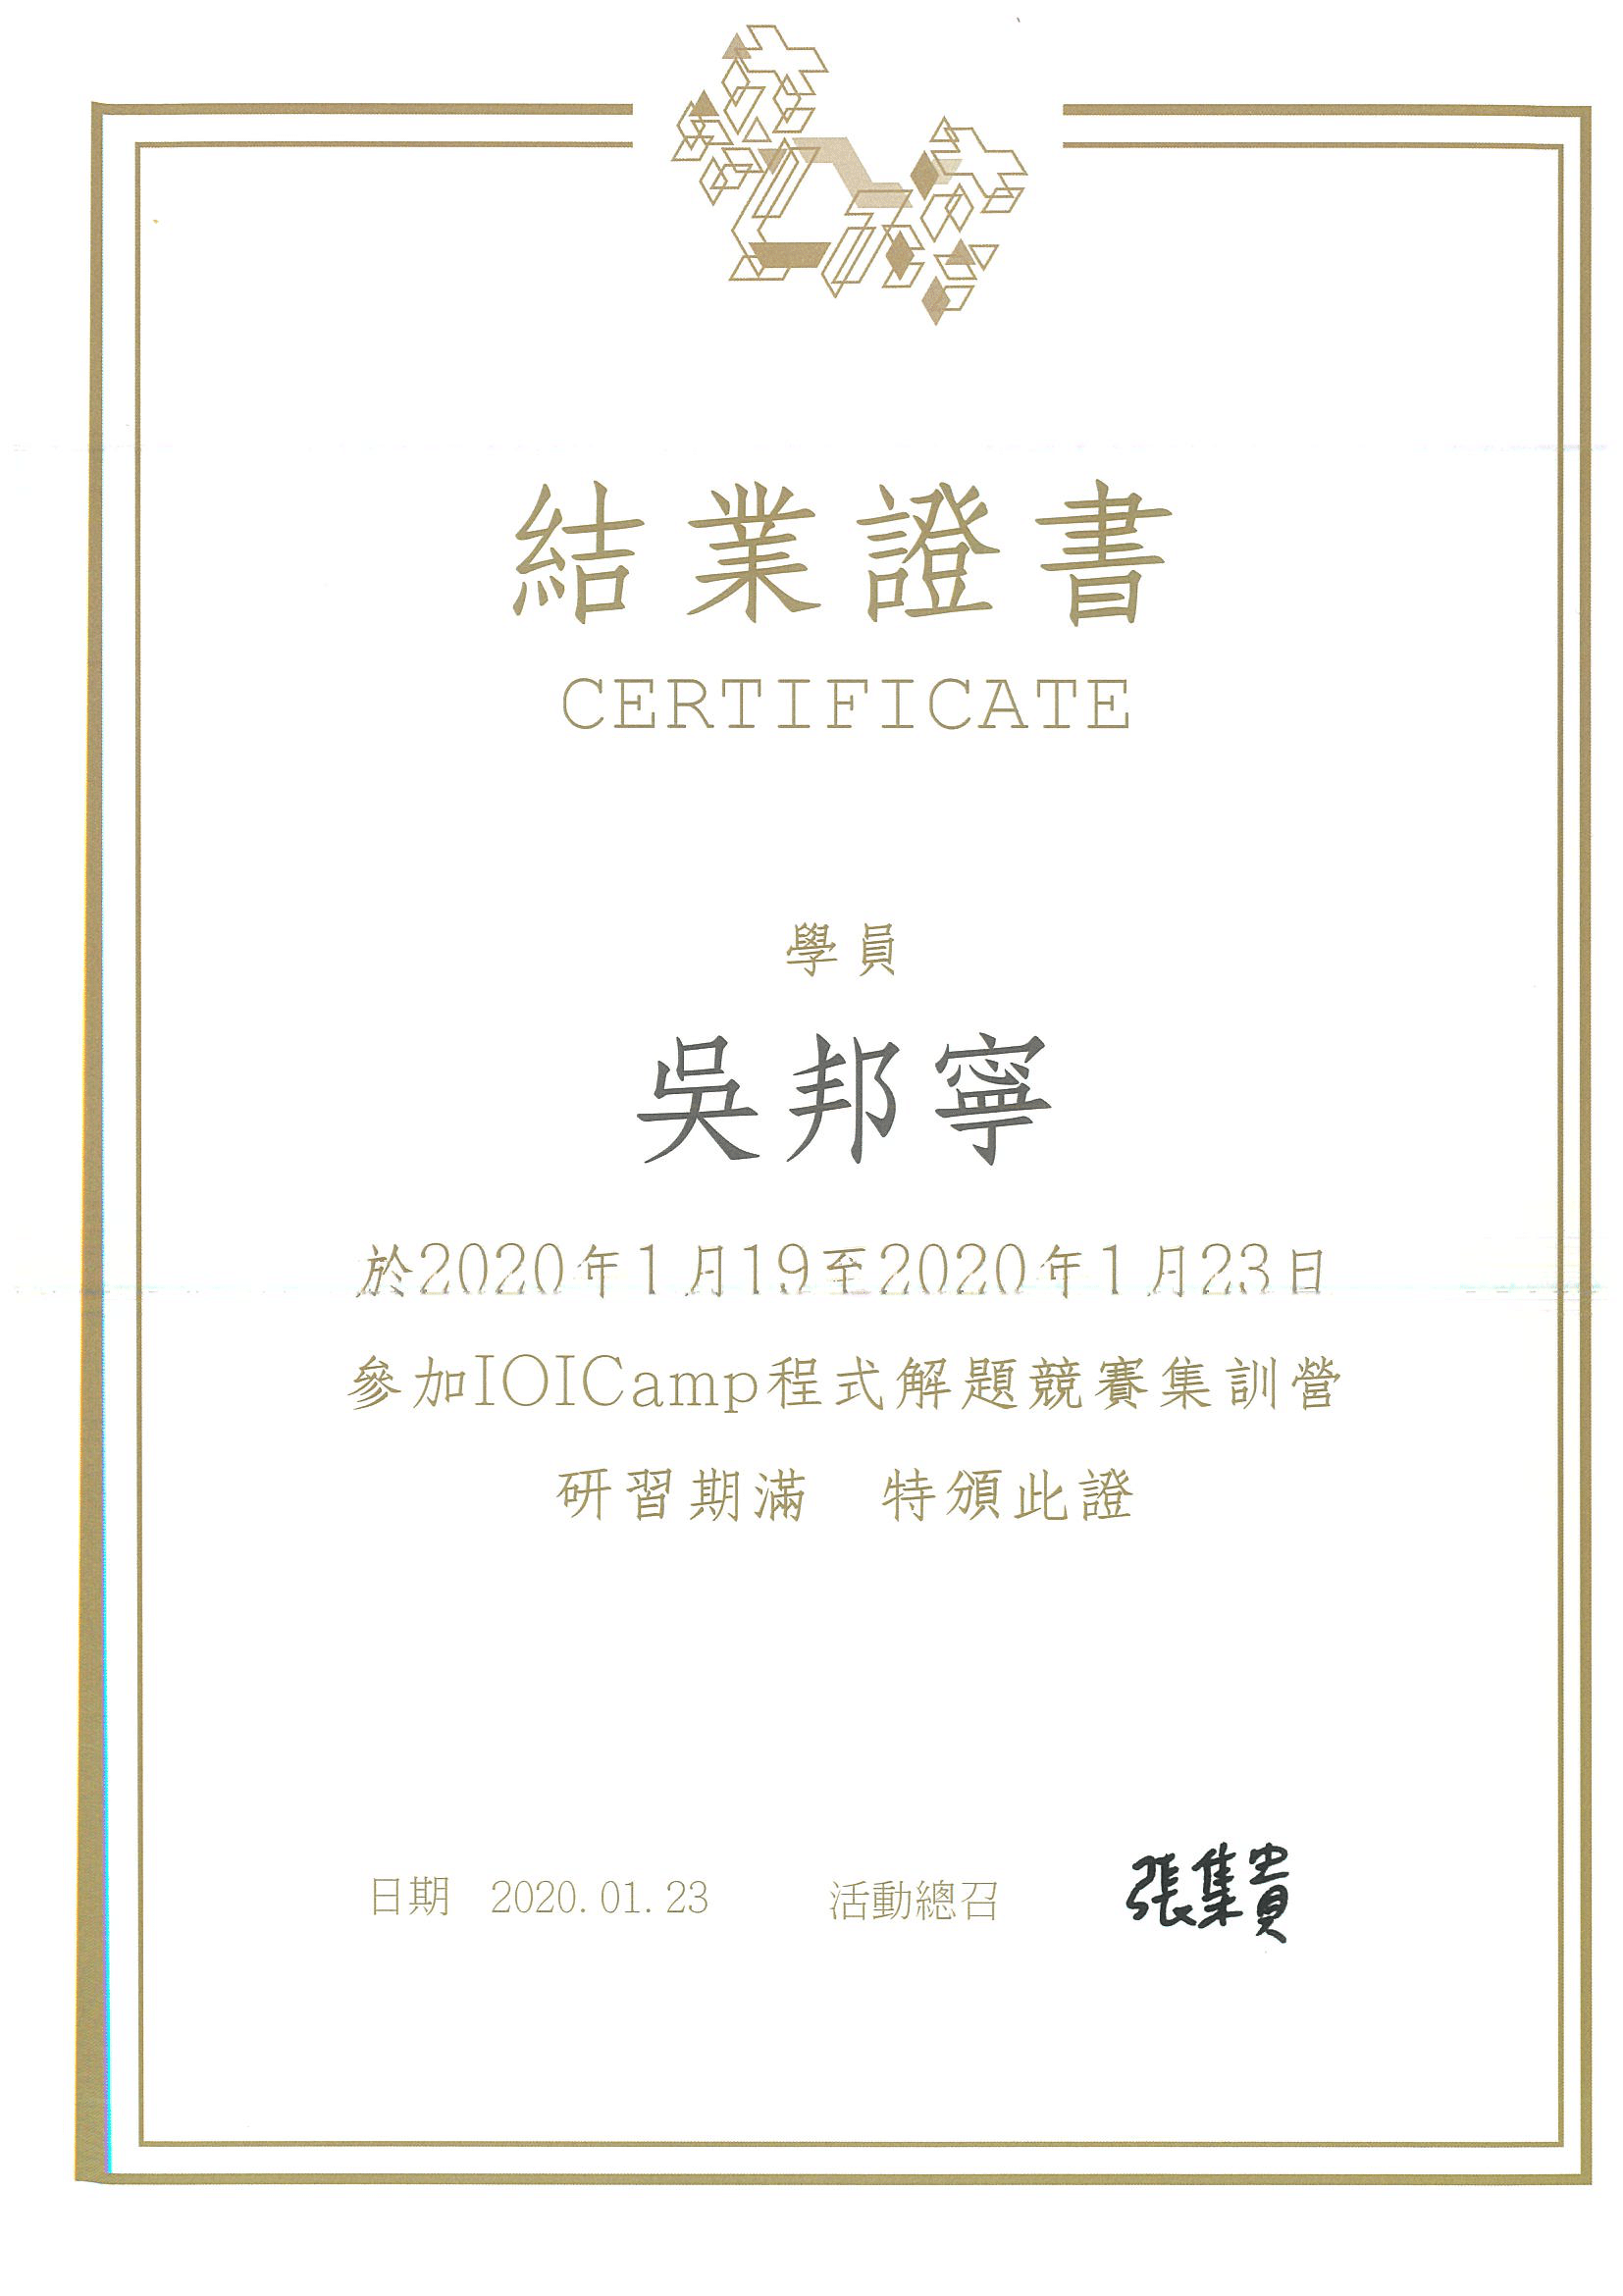 結業證書
CERTIFICATE
學員
吳邦寧
於2020年1月19至2020年1月23日
參加IOICamp程式解題競賽集訓營
研習期滿　特頒此證
日期 2020.01.23 活動總召 張集貴